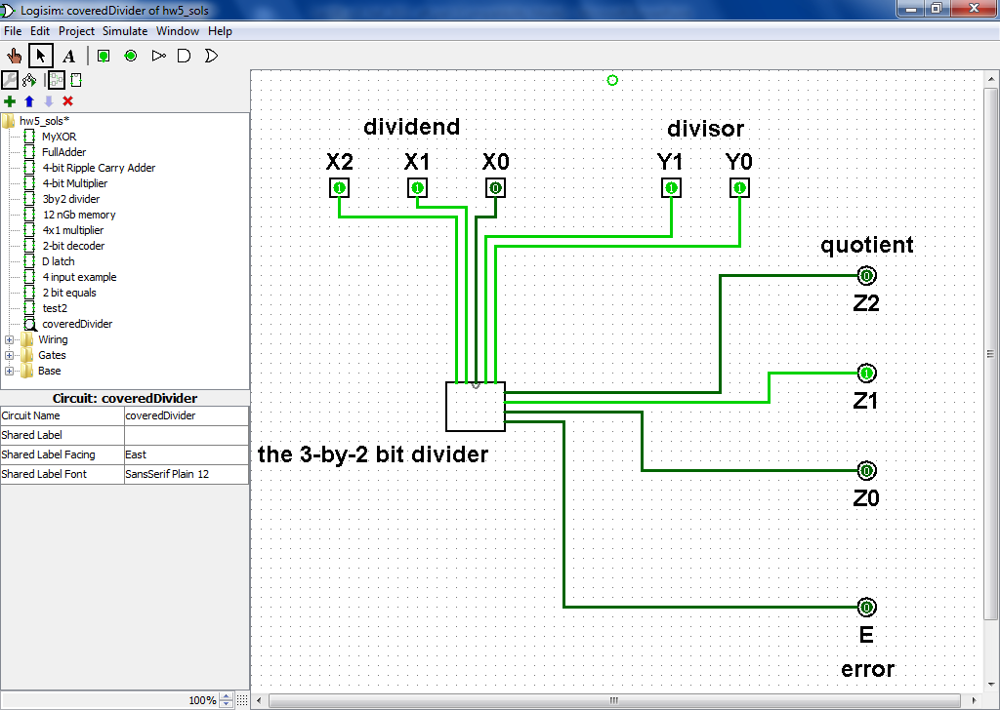 Logisim: coveredDivider of hw5_sols
File Edit Project Simulate Window Help
A
hw5_sols*
MyXOR
FullAdder
4-bit Ripple Carry Adder
4-bit Multiplier
3by2 divider
12 nGb memory
4x1 multiplier
2-bit decoder
D latch
4 input example
2 bit equals
test2
coveredDivider
Wiring
Gates
Base
Circuit: coveredDivider
Circuit Name coveredDivider
Shared Label
Shared Label Facing East
Shared Label Font SansSerif Plain 12
100%
dividend divisor
X2 X1 X0 Y1 Y0
1 1 0 1 1
quotient
0
Z2
1
Z1
the 3-by-2 bit divider
0
Z0
0
E
error